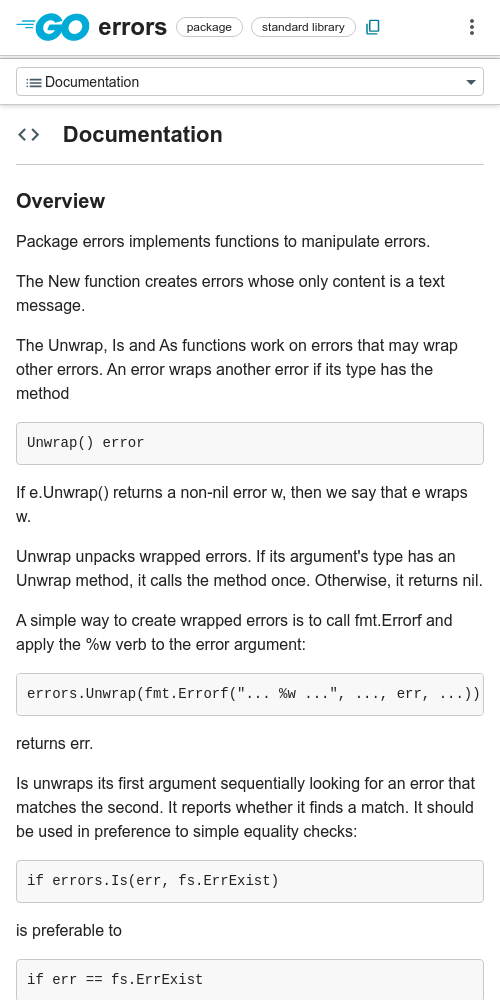 GO errors package standard library
Documentation
Documentation
Overview
Package errors implements functions to manipulate errors.
The New function creates errors whose only content is a text
message.
The Unwrap, Is and As functions work on errors that may wrap
other errors. An error wraps another error if its type has the
method
Unwrap() error
If e.Unwrap() returns a non-nil error w, then we say that e wraps
w.
Unwrap unpacks wrapped errors. If its argument's type has an
Unwrap method, it calls the method once. Otherwise, it returns nil.
A simple way to create wrapped errors is to call fmt.Errorf and
apply the %w verb to the error argument:
errors.Unwrap(fmt.Errorf("... %w ...", ..., err, ...))
returns err.
Is unwraps its first argument sequentially looking for an error that
matches the second. It reports whether it finds a match. It should
be used in preference to simple equality checks:
if errors.Is(err, fs.ErrExist)
is preferable to
if err == fs.ErrExist